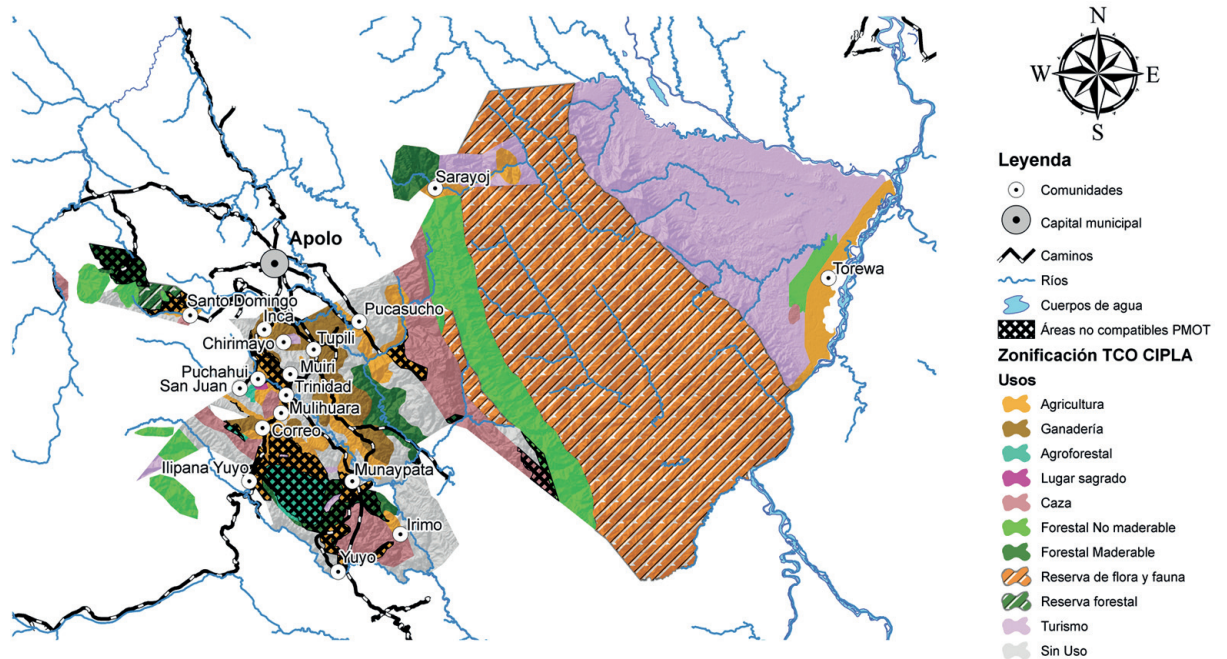 N
W
E
S
Leyenda
Comunidades
Capital municipal
Caminos
Ríos
Cuerpos de agua
Áreas no compatibles PMOT
Zonificación TCO CIPLA
Usos
Agricultura
Ganadería
Agroforestal
Lugar sagrado
Caza
Forestal No maderable
Forestal Maderable
Reserva de flora y fauna
Reserva forestal
Turismo
Sin Uso
Sarayoj
Apolo
Torewa
Santo Domingo
Inca
Pucasucho
Chirimayo
Tupili
Muiri
Puchahui
San Juan
Trinidad
Mulihuara
Correo
Ilipana Yuyo
Munaypata
Irimo
Yuyo